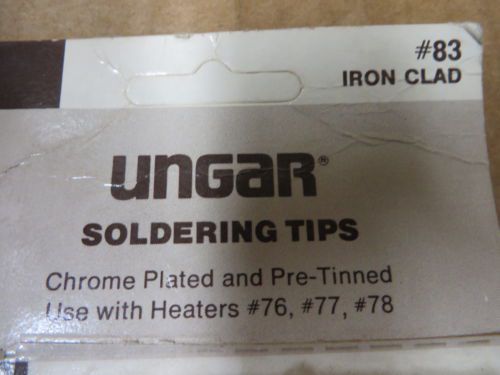 #83
IRON CLAD
UNGAR®
SOLDERING TIPS
Chrome Plated and Pre-Tinned
Use with Heaters #76, #77, #78